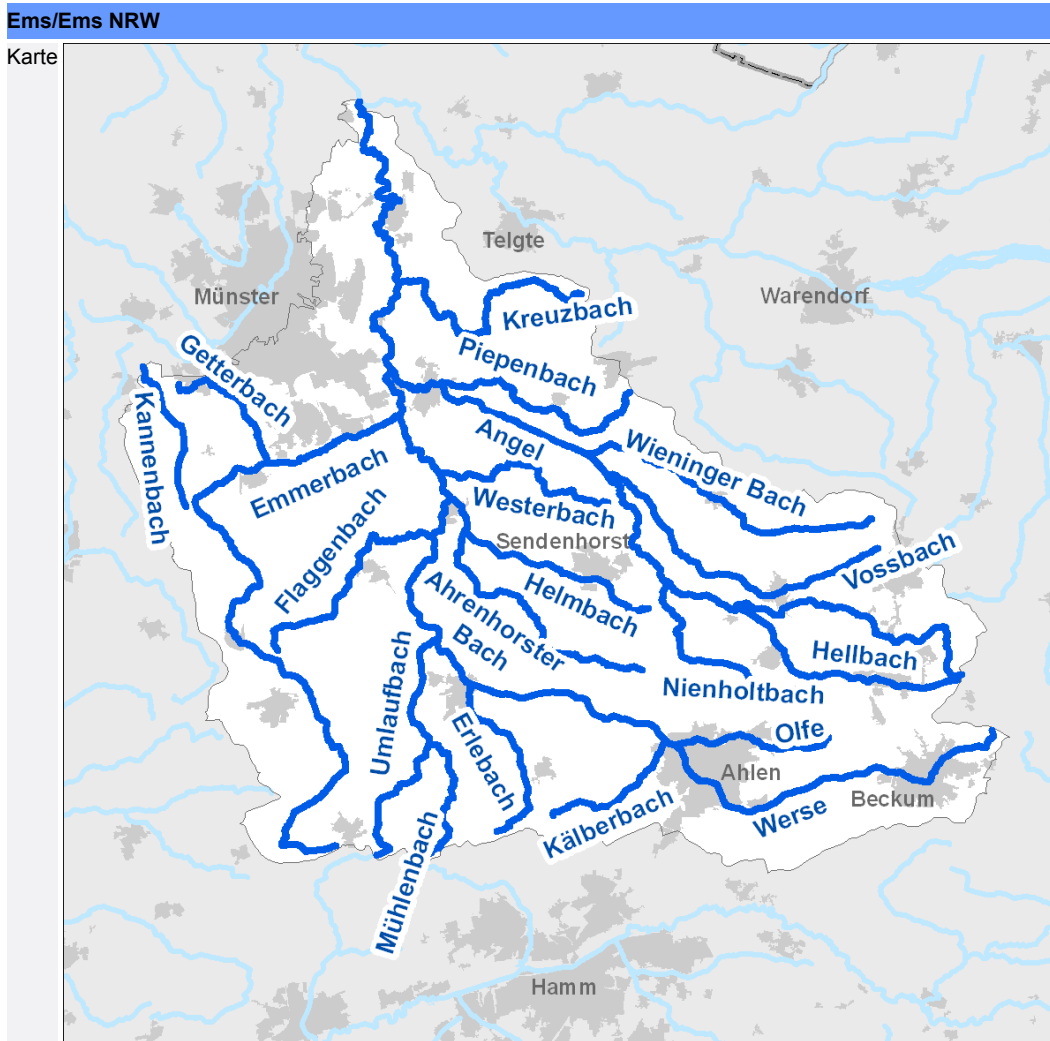 Ems/Ems NRW
Karte
Telgte
Münster
Warendorf
Kreuzbach
Getterbach
Piepenbach
Kannenbach
Angel
Wieninger Bach
Emmerbach
Westerbach
Flaggenbach
Sendenhorst
Vossbach
Helmbach
Ahrenhorster
Bach
Hellbach
Umlaufbach
Nienholtbach
Erlebach
Olfe
Ahlen
Beckum
Werse
Kälberbach
Mühlenbach
Hamm